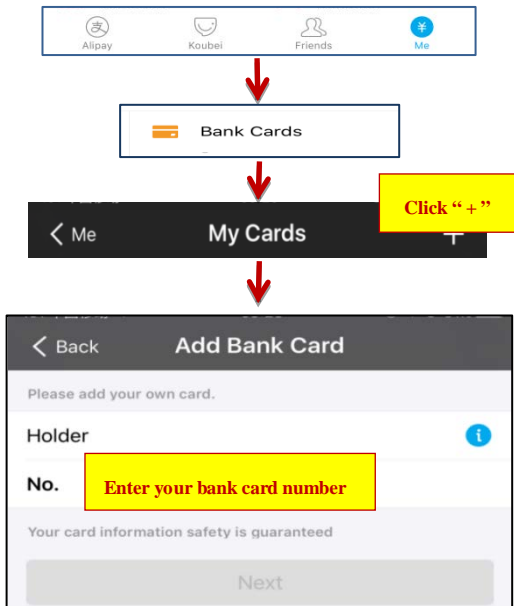 支
¥
Alipay Koubei Friends Me
Bank Cards
Click “ + ”
Me My Cards +
Back Add Bank Card
Please add your own card.
Holder i
No. Enter your bank card number
Your card information safety is guaranteed
Next